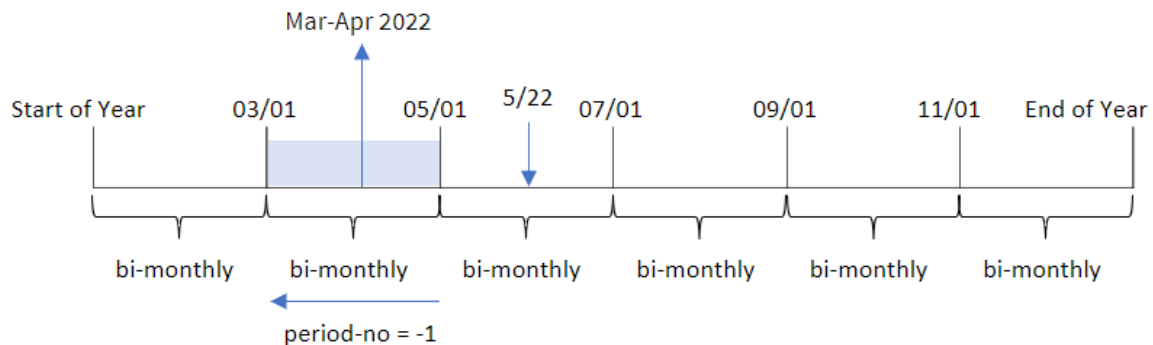 Mar-Apr 2022
Start of Year
03/01
05/01
5/22
07/01
09/01
11/01
End of Year
bi-monthly
bi-monthly
bi-monthly
bi-monthly
bi-monthly
bi-monthly
period-no = -1